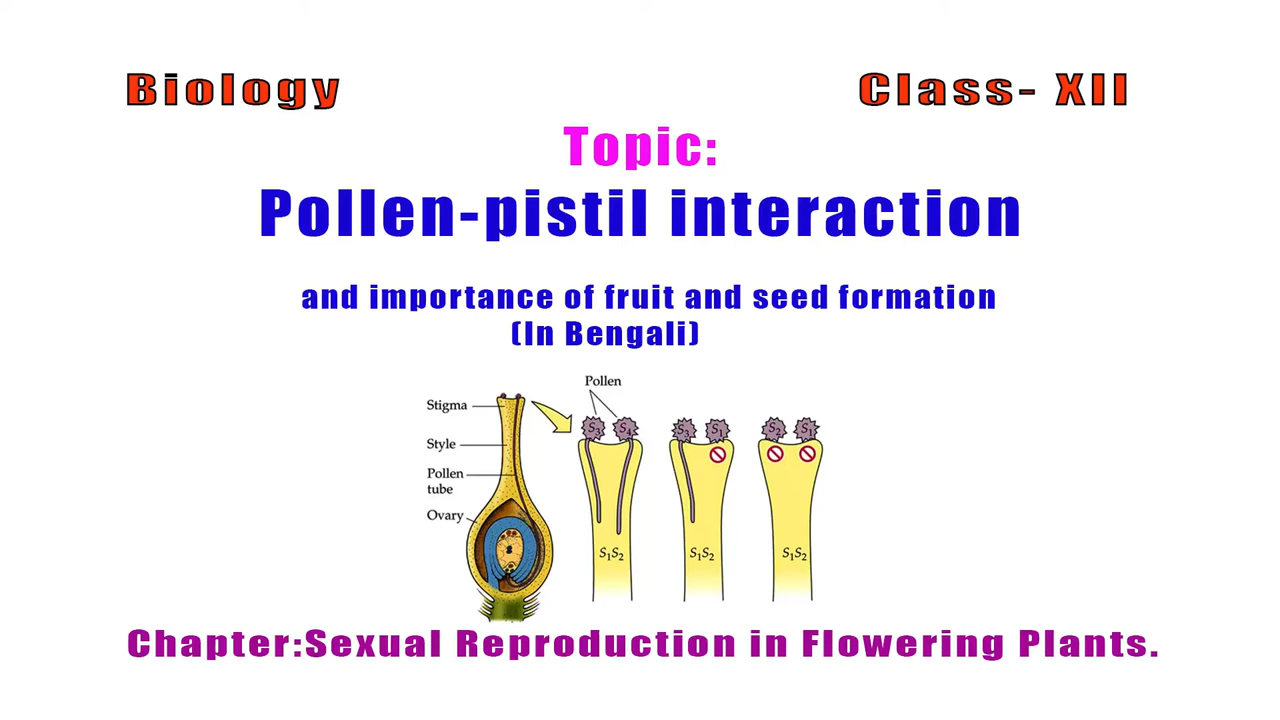 Biology
Class- XII
Topic:
Pollen-pistil interaction
and importance of fruit and seed formation
(In Bengali)
Pollen
Stigma
Style
Pollen
tube
Ovary
S3 S4
S3 S1
S2 S1
S1S2
S1S2
S1S2
Chapter:Sexual Reproduction in Flowering Plants.